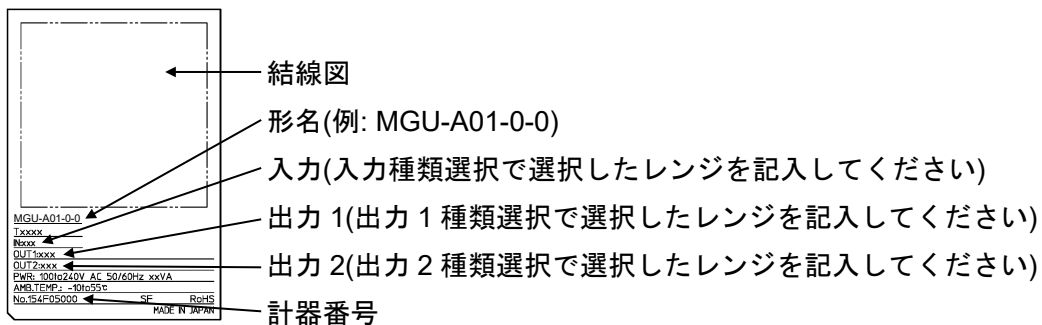 結線図
形名(例: MGU-A01-0-0)
入力(入力種類選択で選択したレンジを記入してください)
出力 1(出力 1 種類選択で選択したレンジを記入してください)
出力 2(出力 2 種類選択で選択したレンジを記入してください)
計器番号
MGU-A01-0-0
Txxxx
IN:xxx
OUT1:xxx
OUT2:xxx
PWR: 100to240V AC 50/60Hz xxVA
AMB.TEMP.: -10to55℃
No.154F05000 SF RoHS
MADE IN JAPAN